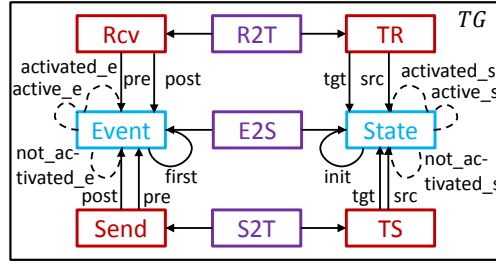 TG
Rcv R2T TR
activated_e pre post tgt src activated_s
active_e active_s
Event E2S State
not_ac-
tivated_e first init not_ac-
tivated_s
post pre tgt src
Send S2T TS